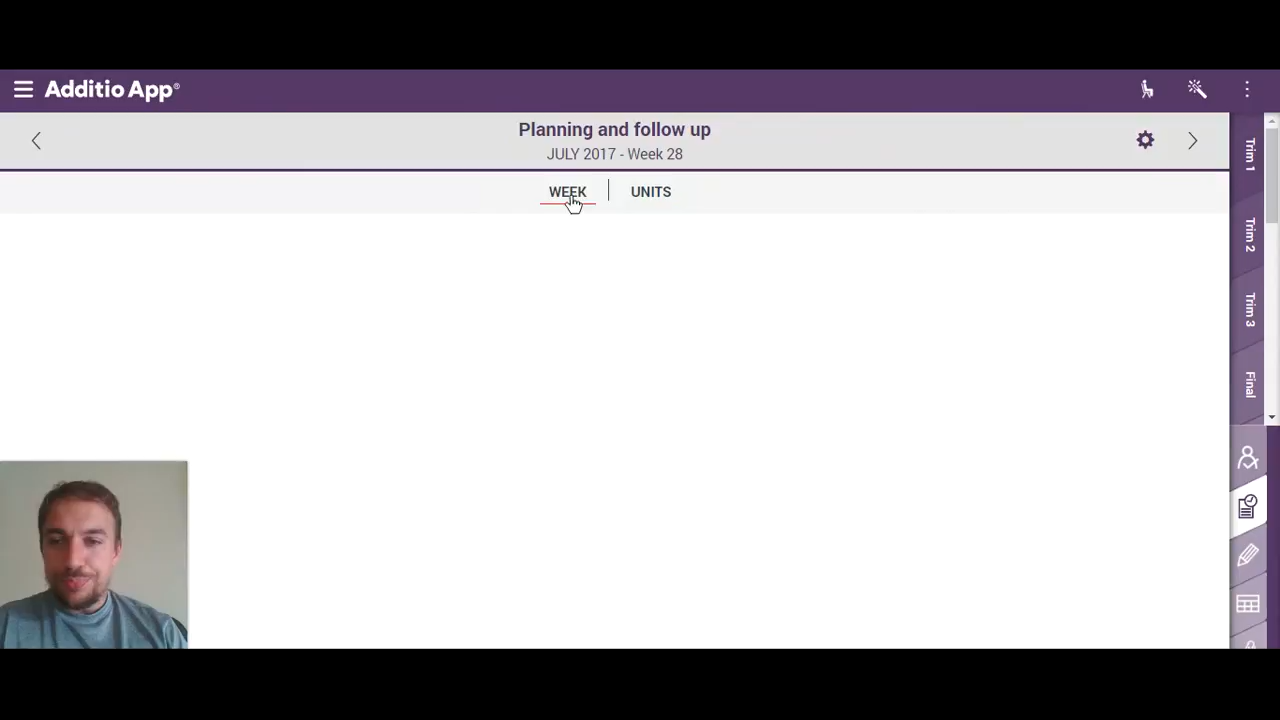 Additio App®
Planning and follow up
JULY 2017 - Week 28
WEEK
UNITS
Trim 1
Trim 2
Trim 3
Final